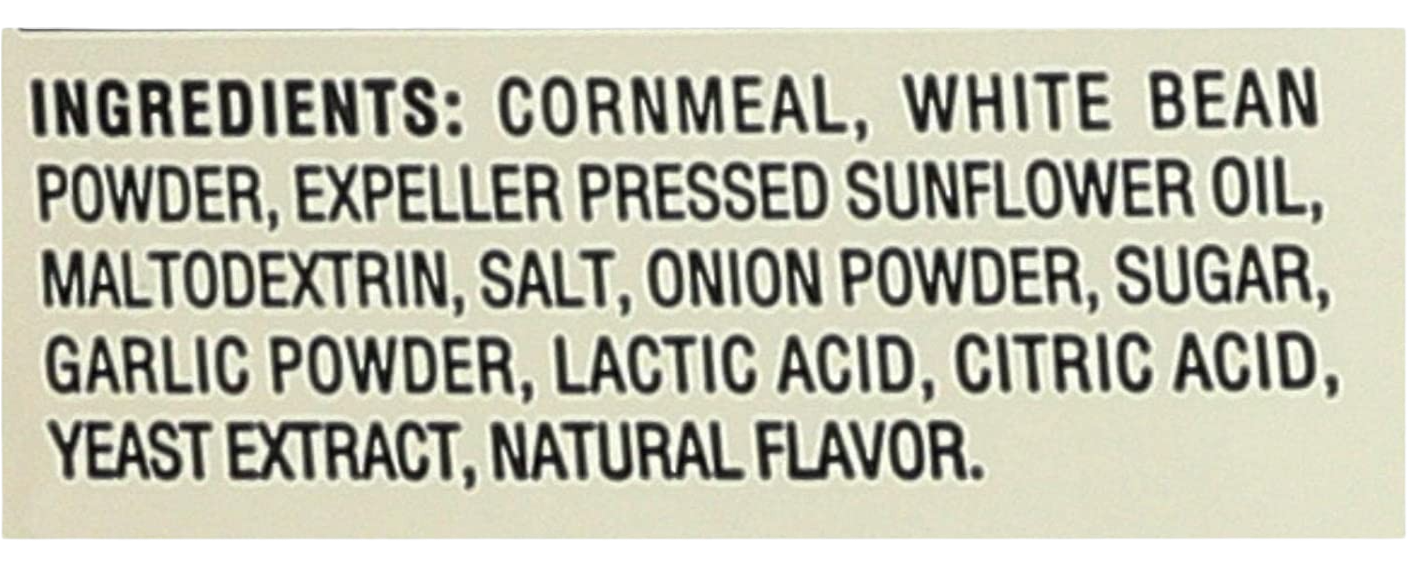 INGREDIENTS: CORNMEAL, WHITE BEAN
POWDER, EXPELLER PRESSED SUNFLOWER OIL,
MALTODEXTRIN, SALT, ONION POWDER, SUGAR,
GARLIC POWDER, LACTIC ACID, CITRIC ACID,
YEAST EXTRACT, NATURAL FLAVOR.